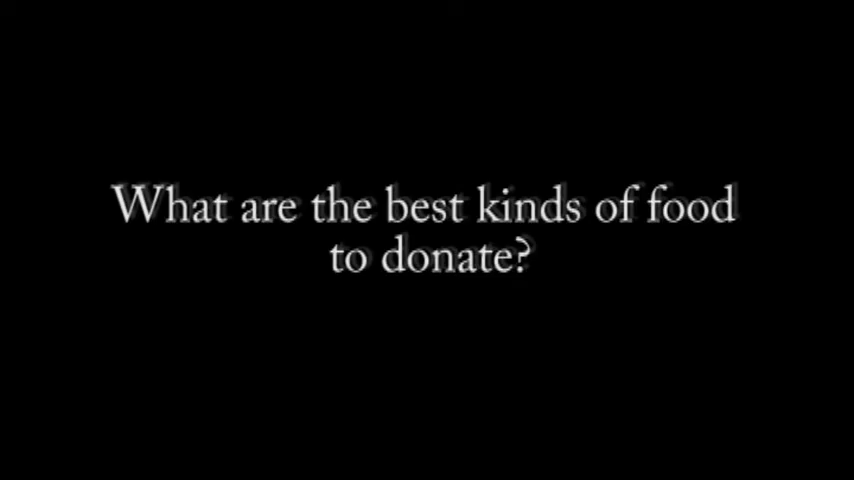 What are the best kinds of food
to donate?